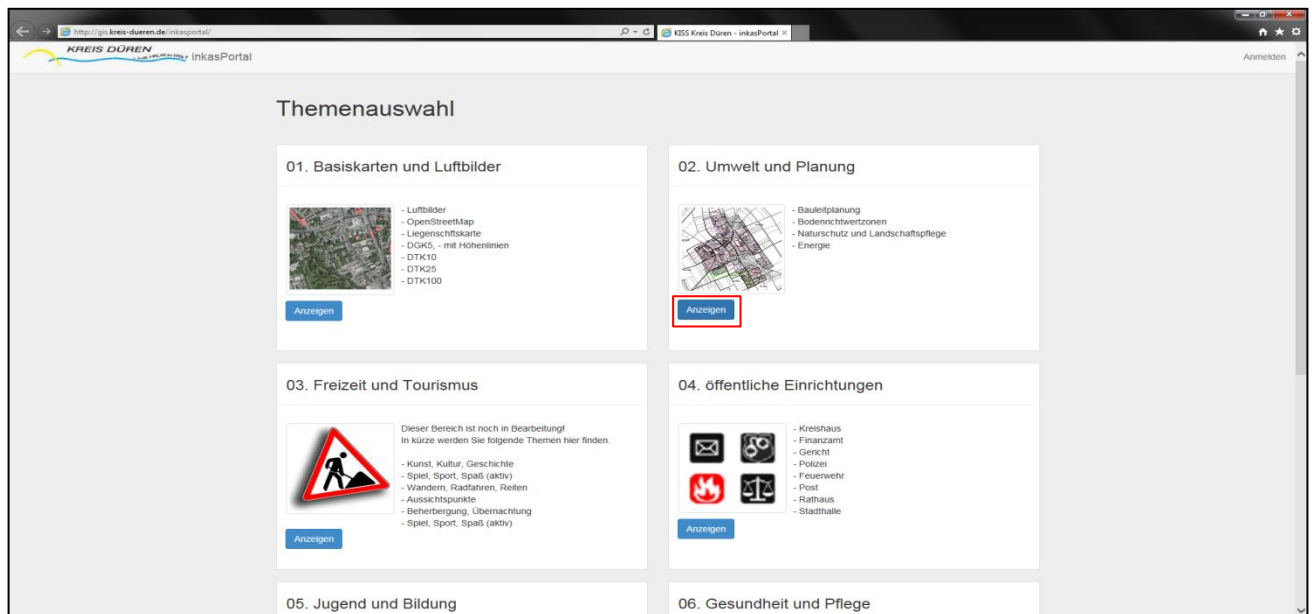 http://gis.kreis-dueren.de/inkasportal/
KISS Kreis Düren - inkasPortal
KREIS DÜREN
inkasPortal
Anmelden
Themenauswahl
01. Basiskarten und Luftbilder
- Luftbilder
- OpenStreetMap
- Liegenschftskarte
- DGK5, - mit Höhenlinien
- DTK10
- DTK25
- DTK100
Anzeigen
02. Umwelt und Planung
- Bauleitplanung
- Bodenrichtwertzonen
- Naturschutz und Landschaftspflege
- Energie
Anzeigen
03. Freizeit und Tourismus
Dieser Bereich ist noch in Bearbeitung!
In kürze werden Sie folgende Themen hier finden.
- Kunst, Kultur, Geschichte
- Spiel, Sport, Spaß (aktiv)
- Wandern, Radfahren, Reiten
- Aussichtspunkte
- Beherbergung, Übernachtung
- Spiel, Sport, Spaß (aktiv)
Anzeigen
04. öffentliche Einrichtungen
- Kreishaus
- Finanzamt
- Gericht
- Polizei
- Feuerwehr
- Post
- Rathaus
- Stadthalle
Anzeigen
05. Jugend und Bildung
06. Gesundheit und Pflege